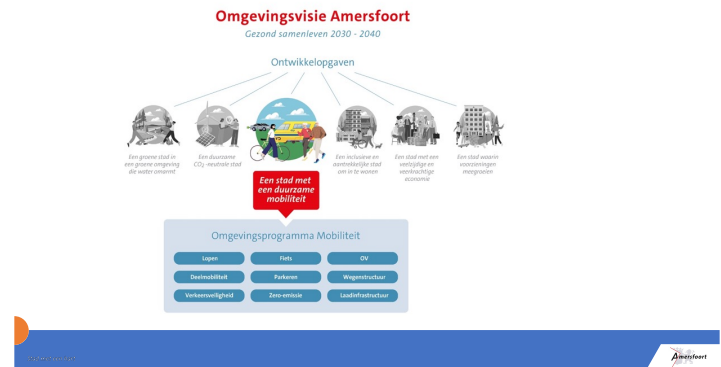 Omgevingsvisie Amersfoort
Gezond samenleven 2030 - 2040
Ontwikkelopgaven
Een groene stad in
een groene omgeving
die water omarmt
Een duurzame
CO₂-neutrale stad
Een stad met
een duurzame
mobiliteit
Een inclusieve en
aantrekkelijke stad
om in te wonen
Een stad met een
veelzijdige en
veerkrachtige
economie
Een stad waarin
voorzieningen
meegroeien
Omgevingsprogramma Mobiliteit
Lopen
Fiets
OV
Deelmobiliteit
Parkeren
Wegenstructuur
Verkeersveiligheid
Zero-emissie
Laadinfrastructuur
Amersfoort